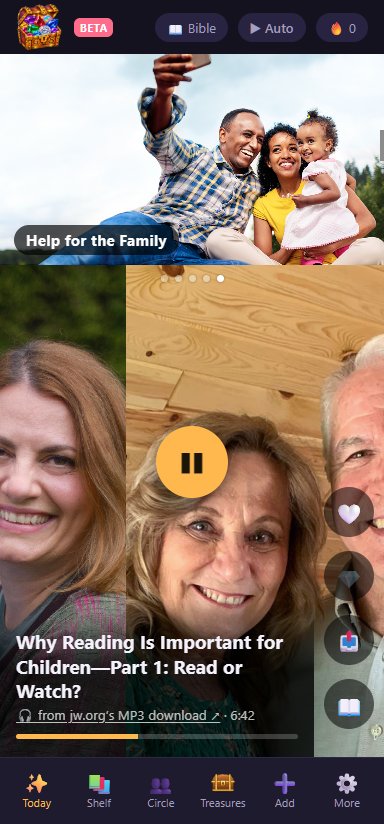 BETA
Bible
Auto
0
Help for the Family
Why Reading Is Important for
Children—Part 1: Read or
Watch?
from jw.org's MP3 download ↗ · 6:42
Today
Shelf
Circle
Treasures
Add
More